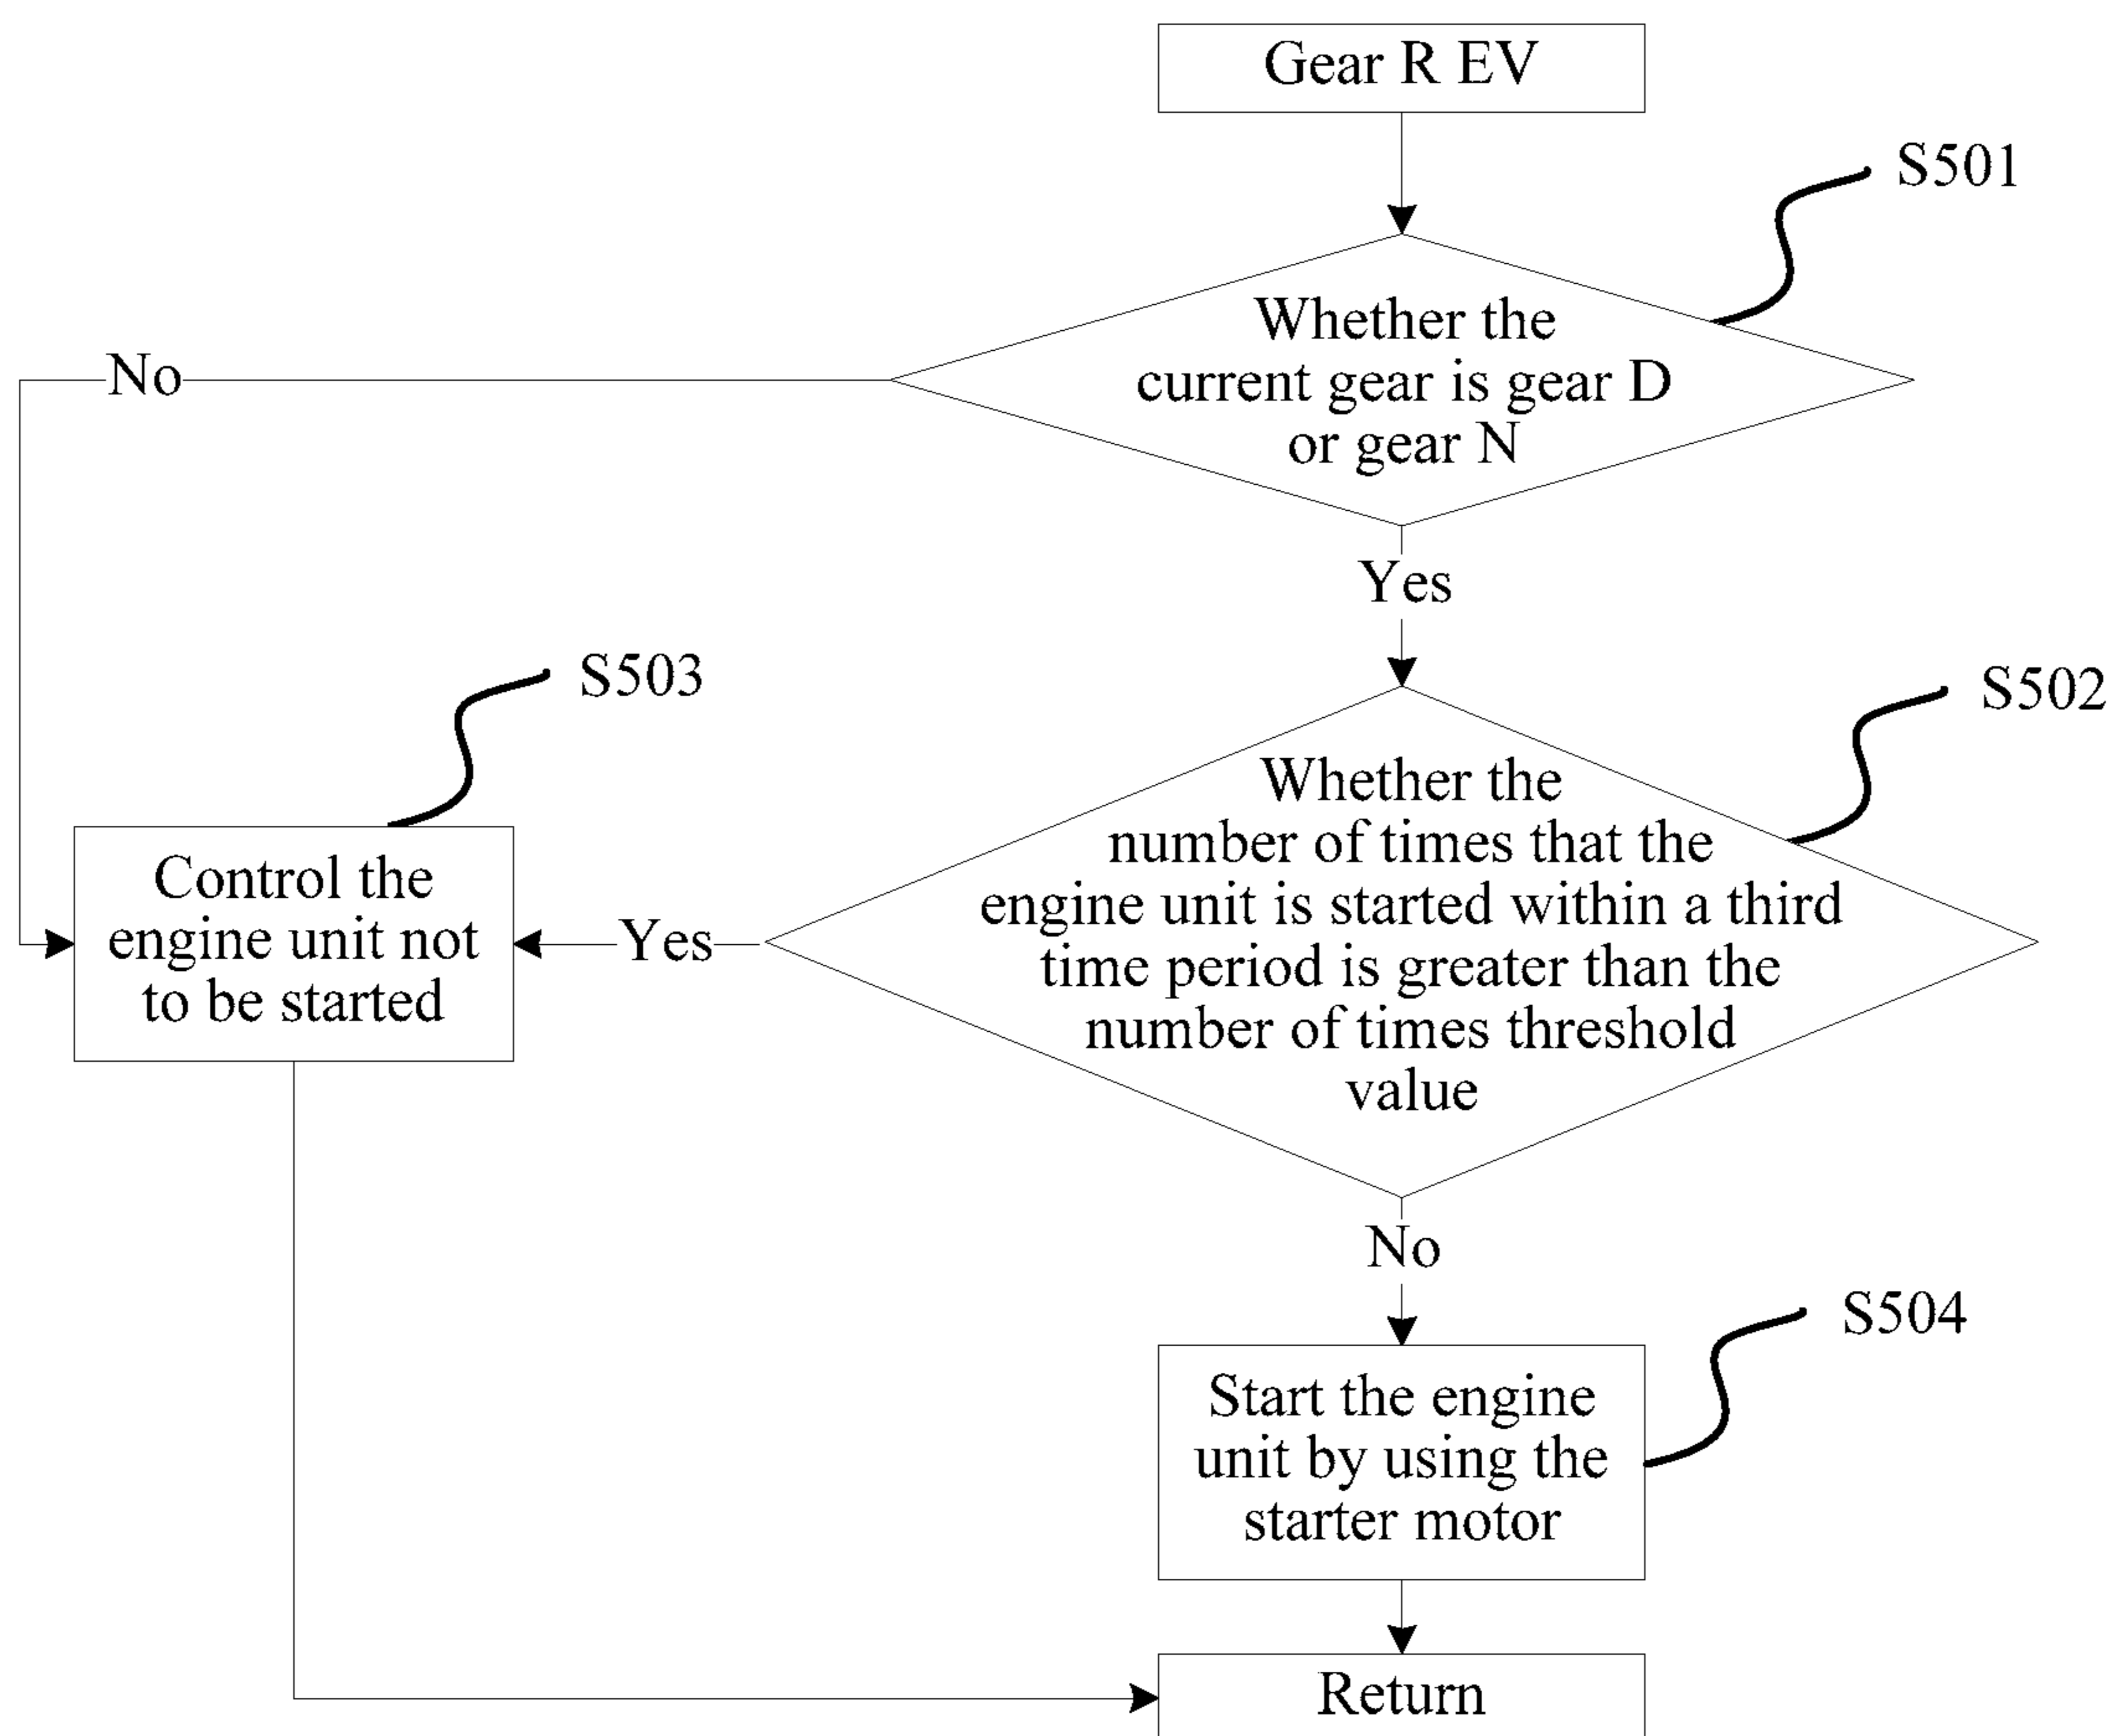 Gear R EV
S501
Whether the
current gear is gear D
or gear N
No
Yes
S503
S502
Whether the
number of times that the
engine unit is started within a third
time period is greater than the
number of times threshold
value
Control the
engine unit not
to be started
Yes
No
S504
Start the engine
unit by using the
starter motor
Return